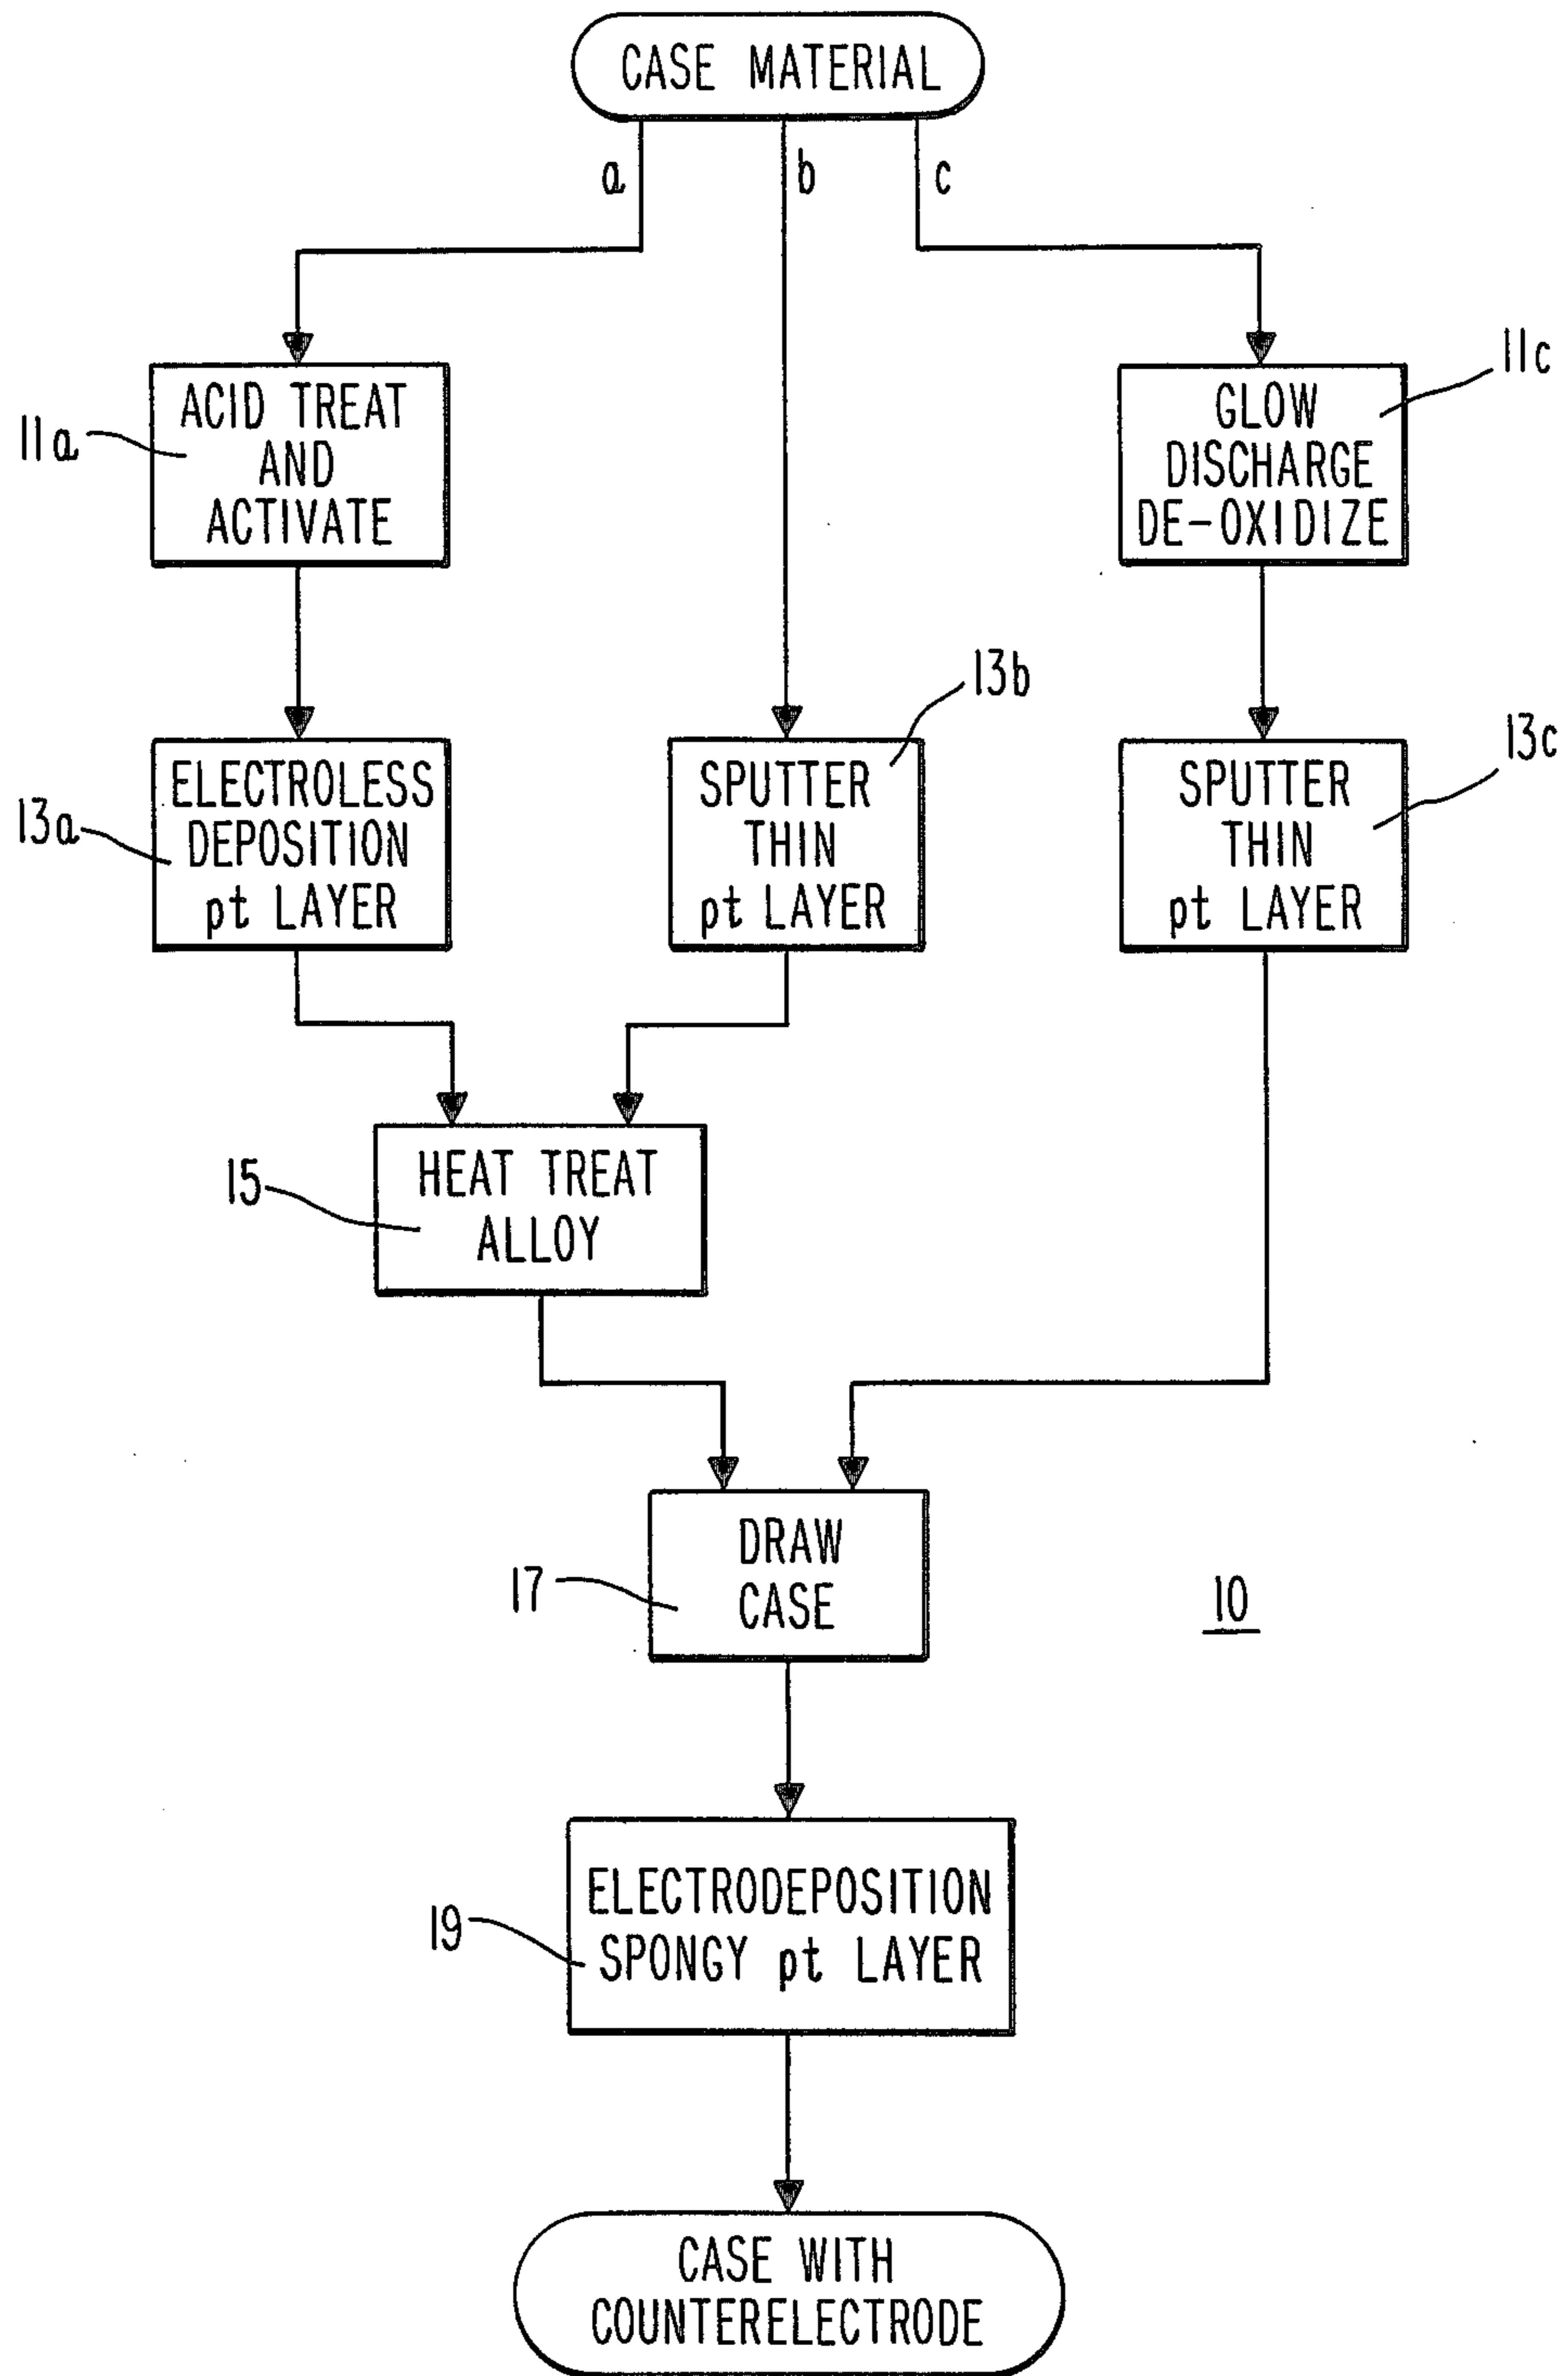 CASE MATERIAL
a
b
c
11a
ACID TREAT
AND
ACTIVATE
11c
GLOW
DISCHARGE
DE-OXIDIZE
13a
ELECTROLESS
DEPOSITION
pt LAYER
13b
SPUTTER
THIN
pt LAYER
13c
SPUTTER
THIN
pt LAYER
15
HEAT TREAT
ALLOY
17
DRAW
CASE
10
19
ELECTRODEPOSITION
SPONGY pt LAYER
CASE WITH
COUNTERELECTRODE